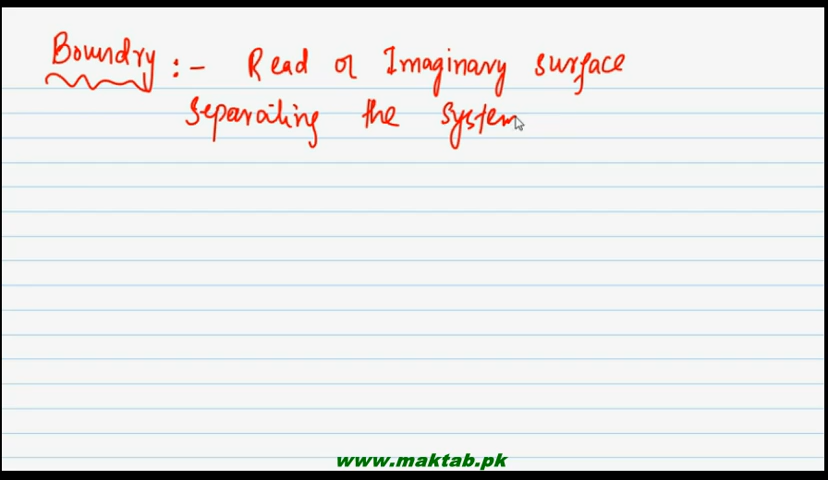 Boundry :- Read or Imaginary surface
separating the system
www.maktab.pk